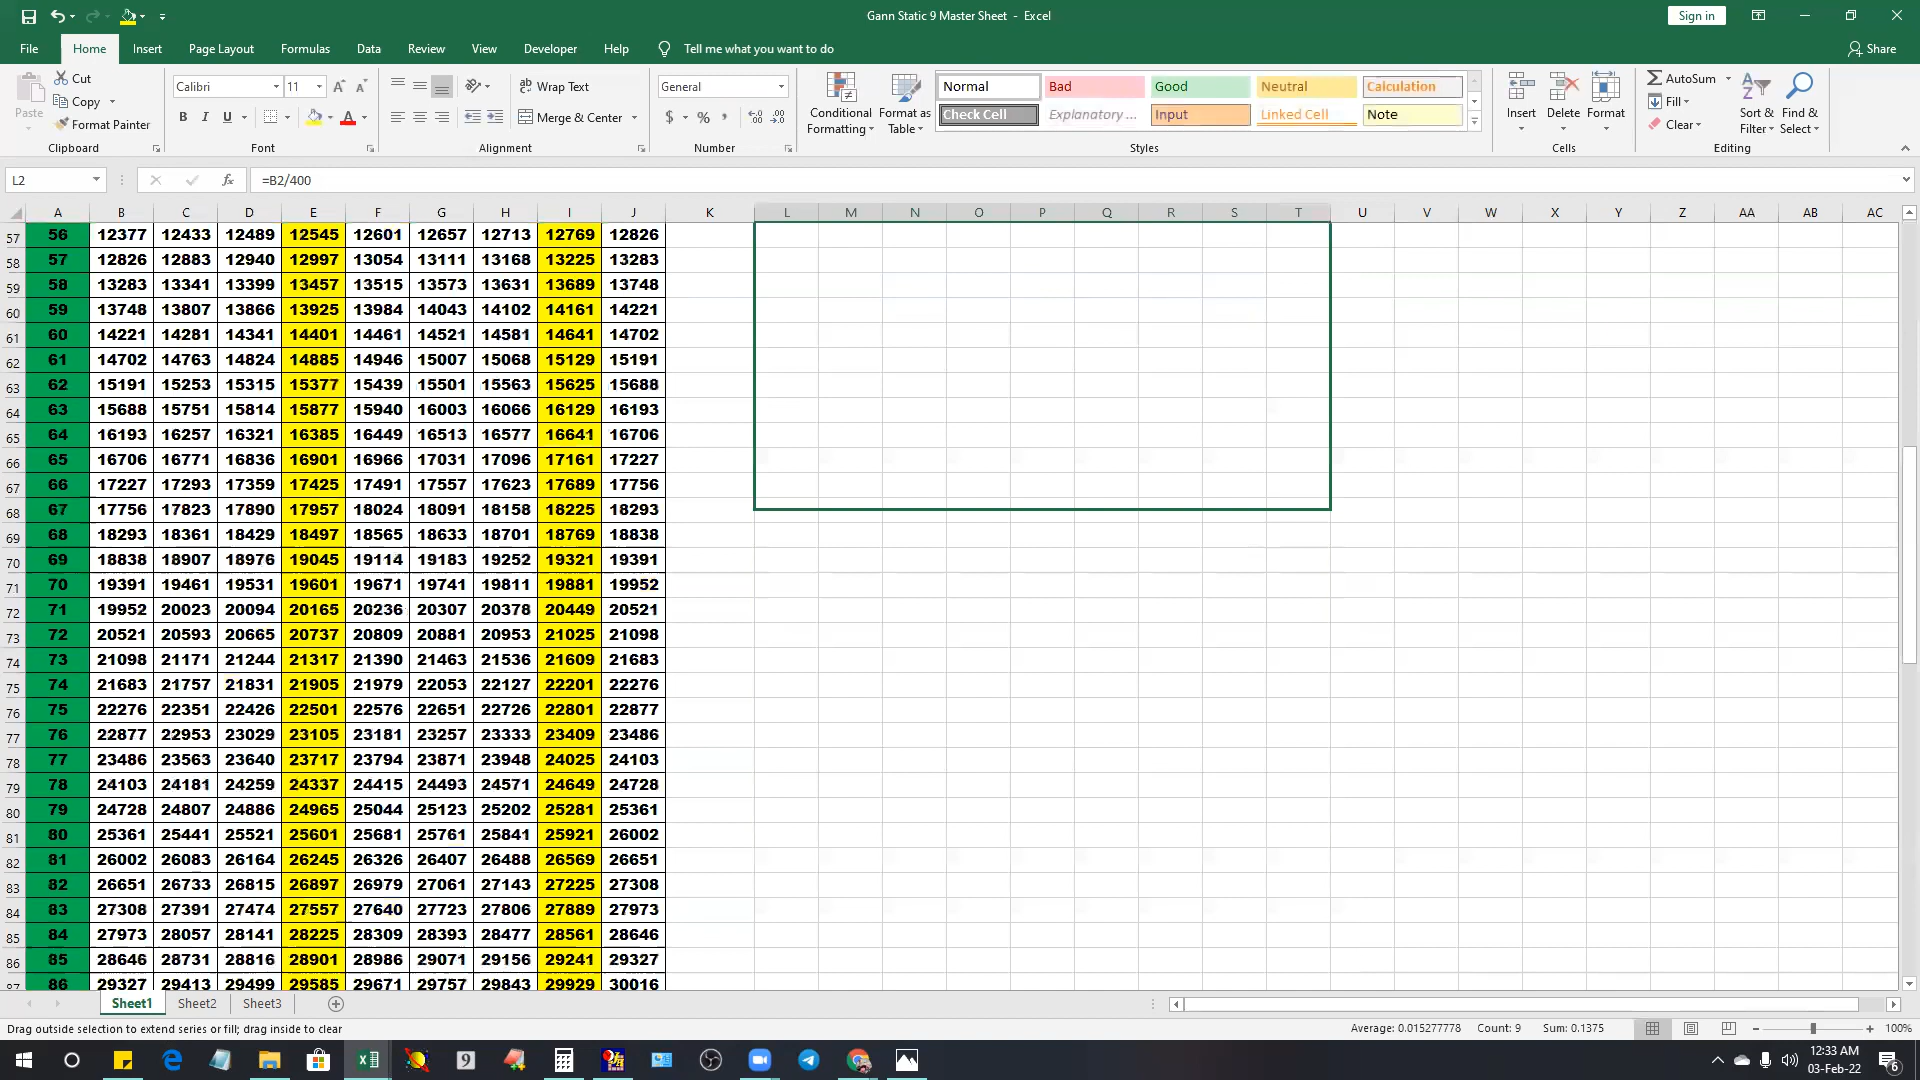 Gann Static 9 Master Sheet - Excel
Sign in
File Home Insert Page Layout Formulas Data Review View Developer Help Tell me what you want to do Share
Paste Cut Copy Format Painter Clipboard
Calibri 11 B I U Font
Wrap Text Merge & Center Alignment
General $ % Number
Conditional Formatting Format as Table
Normal Bad Good Neutral Calculation
Check Cell Explanatory ... Input Linked Cell Note
Styles
Insert Delete Format Cells
AutoSum Fill Clear Sort & Filter Find & Select Editing
L2 fx =B2/400
A B C D E F G H I J K L M N O P Q R S T U V W X Y Z AA AB AC
57 56 12377 12433 12489 12545 12601 12657 12713 12769 12826
58 57 12826 12883 12940 12997 13054 13111 13168 13225 13283
59 58 13283 13341 13399 13457 13515 13573 13631 13689 13748
60 59 13748 13807 13866 13925 13984 14043 14102 14161 14221
61 60 14221 14281 14341 14401 14461 14521 14581 14641 14702
62 61 14702 14763 14824 14885 14946 15007 15068 15129 15191
63 62 15191 15253 15315 15377 15439 15501 15563 15625 15688
64 63 15688 15751 15814 15877 15940 16003 16066 16129 16193
65 64 16193 16257 16321 16385 16449 16513 16577 16641 16706
66 65 16706 16771 16836 16901 16966 17031 17096 17161 17227
67 66 17227 17293 17359 17425 17491 17557 17623 17689 17756
68 67 17756 17823 17890 17957 18024 18091 18158 18225 18293
69 68 18293 18361 18429 18497 18565 18633 18701 18769 18838
70 69 18838 18907 18976 19045 19114 19183 19252 19321 19391
71 70 19391 19461 19531 19601 19671 19741 19811 19881 19952
72 71 19952 20023 20094 20165 20236 20307 20378 20449 20521
73 72 20521 20593 20665 20737 20809 20881 20953 21025 21098
74 73 21098 21171 21244 21317 21390 21463 21536 21609 21683
75 74 21683 21757 21831 21905 21979 22053 22127 22201 22276
76 75 22276 22351 22426 22501 22576 22651 22726 22801 22877
77 76 22877 22953 23029 23105 23181 23257 23333 23409 23486
78 77 23486 23563 23640 23717 23794 23871 23948 24025 24103
79 78 24103 24181 24259 24337 24415 24493 24571 24649 24728
80 79 24728 24807 24886 24965 25044 25123 25202 25281 25361
81 80 25361 25441 25521 25601 25681 25761 25841 25921 26002
82 81 26002 26083 26164 26245 26326 26407 26488 26569 26651
83 82 26651 26733 26815 26897 26979 27061 27143 27225 27308
84 83 27308 27391 27474 27557 27640 27723 27806 27889 27973
85 84 27973 28057 28141 28225 28309 28393 28477 28561 28646
86 85 28646 28731 28816 28901 28986 29071 29156 29241 29327
87 86 29327 29413 29499 29585 29671 29757 29843 29929 30016
Sheet1 Sheet2 Sheet3
Drag outside selection to extend series or fill; drag inside to clear Average: 0.015277778 Count: 9 Sum: 0.1375 100%
12:33 AM
03-Feb-22
6